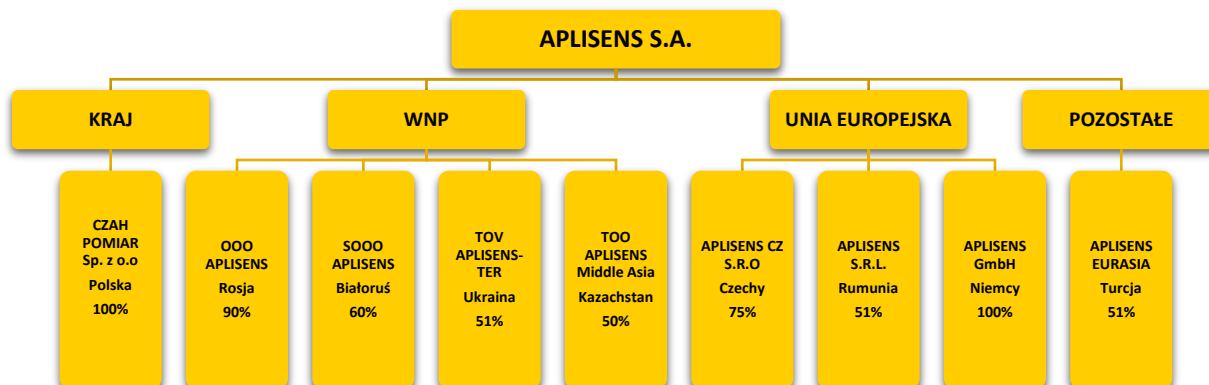 APLISENS S.A.
KRAJ
WNP
UNIA EUROPEJSKA
POZOSTAŁE
CZAH
POMIAR
Sp. z o.o
Polska
100%
OOO
APLISENS
Rosja
90%
SOOO
APLISENS
Białoruś
60%
TOV
APLISENS-
TER
Ukraina
51%
TOO
APLISENS
Middle Asia
Kazachstan
50%
APLISENS CZ
S.R.O
Czechy
75%
APLISENS
S.R.L.
Rumunia
51%
APLISENS
GmbH
Niemcy
100%
APLISENS
EURASIA
Turcja
51%